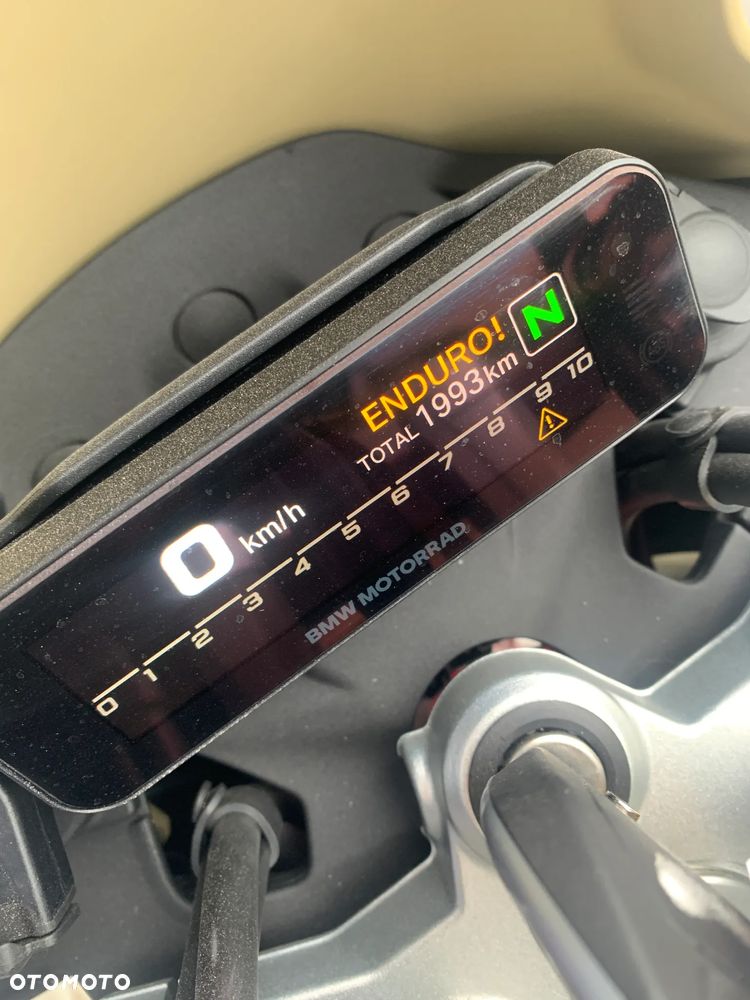 ENDURO! N
TOTAL 1993km
0 km/h
0 1 2 3 4 5 6 7 8 9 10
BMW MOTORRAD
OTOMOTO